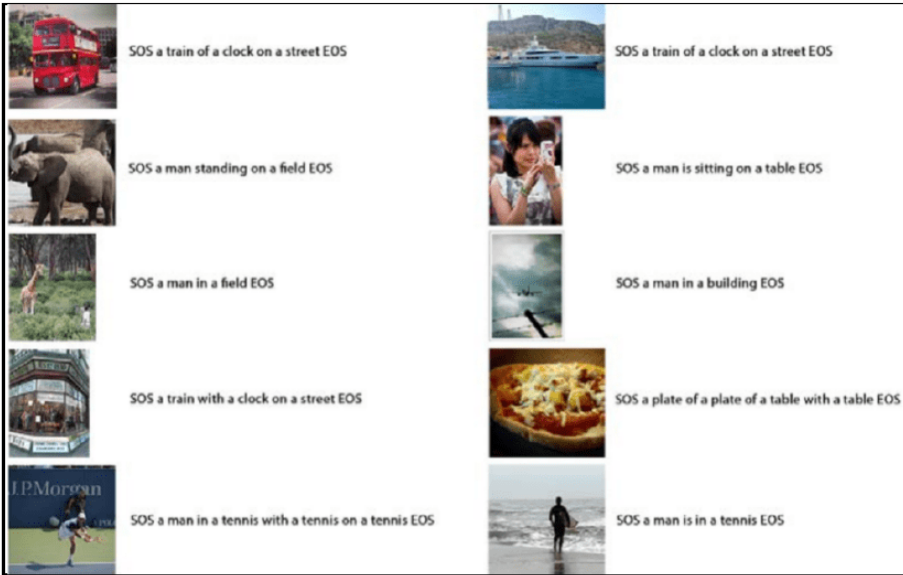 SOS a train of a clock on a street EOS
SOS a train of a clock on a street EOS
SOS a man standing on a field EOS
SOS a man is sitting on a table EOS
SOS a man in a field EOS
SOS a man in a building EOS
SOS a train with a clock on a street EOS
SOS a plate of a plate of a table with a table EOS
J.P.Morgan
SOS a man in a tennis with a tennis on a tennis EOS
SOS a man is in a tennis EOS